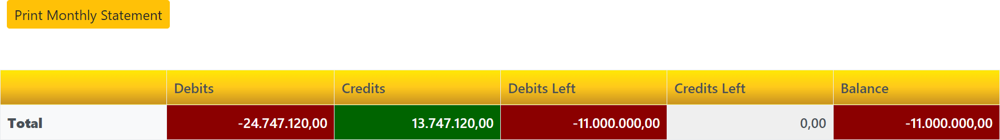 Print Monthly Statement
Debits Credits Debits Left Credits Left Balance
Total -24.747.120,00 13.747.120,00 -11.000.000,00 0,00 -11.000.000,00